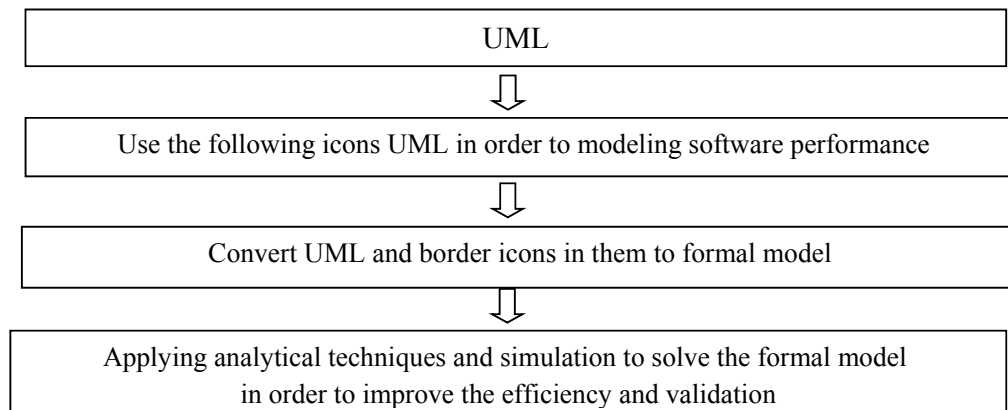 UML
Use the following icons UML in order to modeling software performance
Convert UML and border icons in them to formal model
Applying analytical techniques and simulation to solve the formal model
in order to improve the efficiency and validation